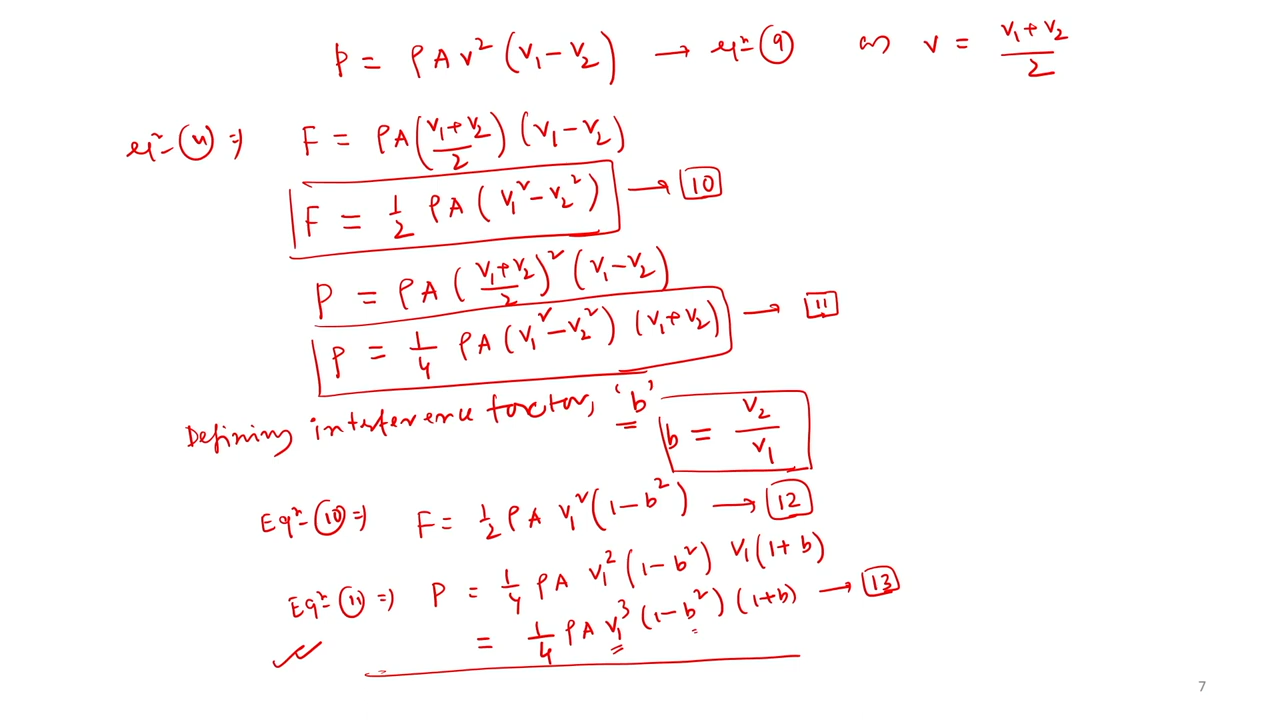 P = ρAv² (v₁ − v₂) → eqⁿ ⑨ as v = (v₁ + v₂)/2
eqⁿ ④ ⇒ F = ρA((v₁ + v₂)/2) (v₁ − v₂)
F = 1/2 ρA (v₁² − v₂²) → 10
P = ρA ((v₁ + v₂)/2)² (v₁ − v₂)
P = 1/4 ρA (v₁² − v₂²) (v₁ + v₂) → 11
Defining interference factor, 'b' b = v₂/v₁
Eqⁿ ⑩ ⇒ F = 1/2 ρA v₁² (1 − b²) → 12
Eqⁿ ⑪ ⇒ P = 1/4 ρA v₁² (1 − b²) v₁(1 + b)
= 1/4 ρA v₁³ (1 − b²) (1 + b) → 13
7